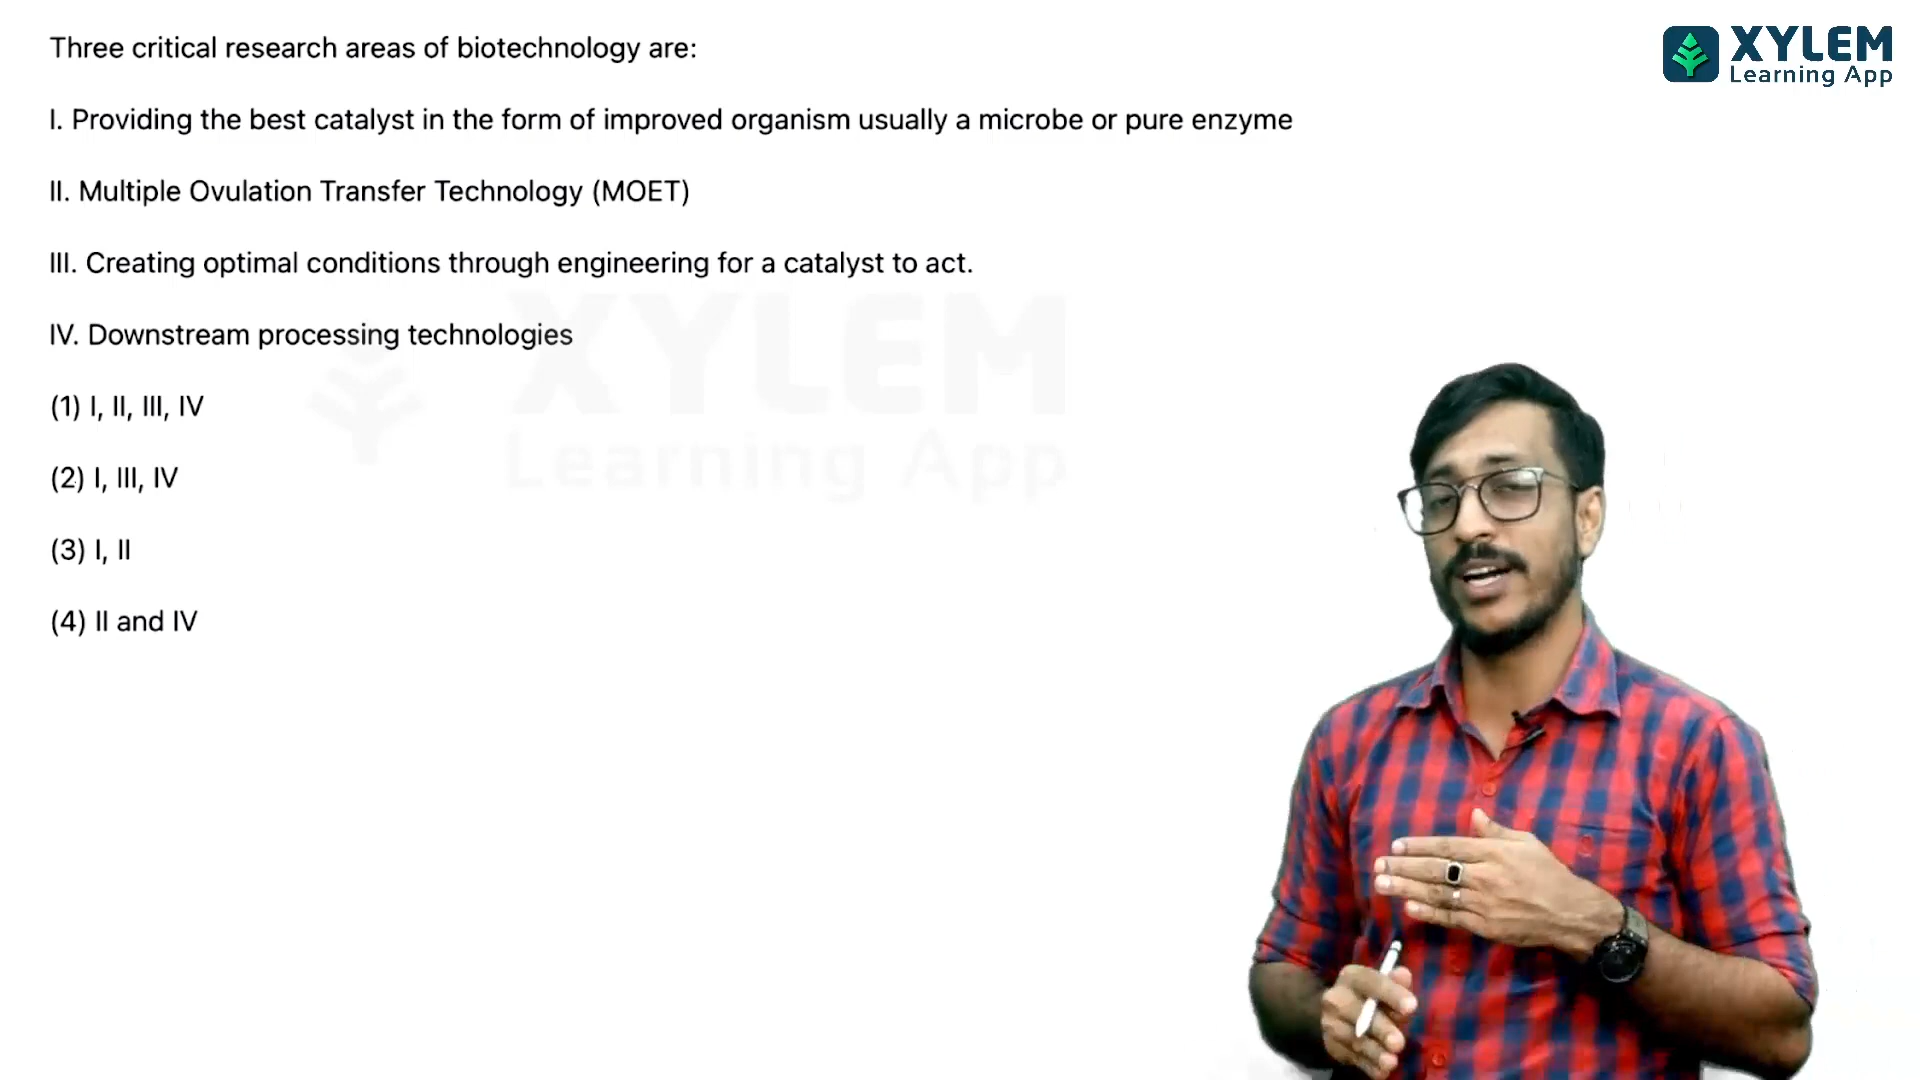 Three critical research areas of biotechnology are:
I. Providing the best catalyst in the form of improved organism usually a microbe or pure enzyme
II. Multiple Ovulation Transfer Technology (MOET)
III. Creating optimal conditions through engineering for a catalyst to act.
IV. Downstream processing technologies
(1) I, II, III, IV
(2) I, III, IV
(3) I, II
(4) II and IV
XYLEM
Learning App
XYLEM
Learning App